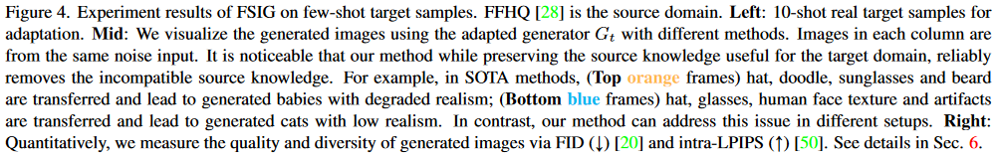 Figure 4. Experiment results of FSIG on few-shot target samples. FFHQ [28] is the source domain. Left: 10-shot real target samples for
adaptation. Mid: We visualize the generated images using the adapted generator Gt with different methods. Images in each column are
from the same noise input. It is noticeable that our method while preserving the source knowledge useful for the target domain, reliably
removes the incompatible source knowledge. For example, in SOTA methods, (Top orange frames) hat, doodle, sunglasses and beard
are transferred and lead to generated babies with degraded realism; (Bottom blue frames) hat, glasses, human face texture and artifacts
are transferred and lead to generated cats with low realism. In contrast, our method can address this issue in different setups. Right:
Quantitatively, we measure the quality and diversity of generated images via FID (↓) [20] and intra-LPIPS (↑) [50]. See details in Sec. 6.